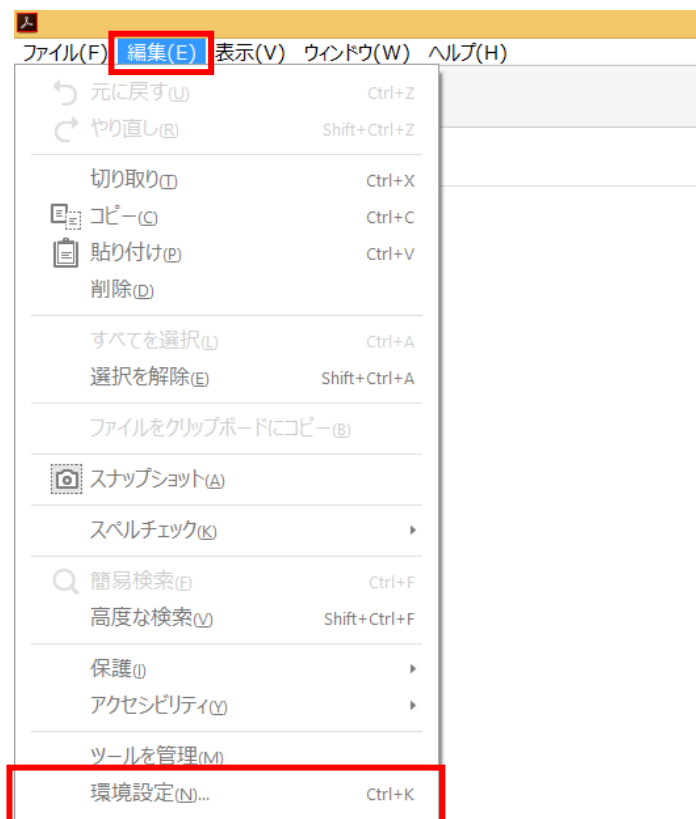 ファイル(F) 編集(E) 表示(V) ウィンドウ(W) ヘルプ(H)
元に戻す(U) Ctrl+Z
やり直し(R) Shift+Ctrl+Z
切り取り(T) Ctrl+X
コピー(C) Ctrl+C
貼り付け(P) Ctrl+V
削除(D)
すべてを選択(L) Ctrl+A
選択を解除(E) Shift+Ctrl+A
ファイルをクリップボードにコピー(B)
スナップショット(A)
スペルチェック(K)
簡易検索(F) Ctrl+F
高度な検索(V) Shift+Ctrl+F
保護(I)
アクセシビリティ(Y)
ツールを管理(M)
環境設定(N)... Ctrl+K